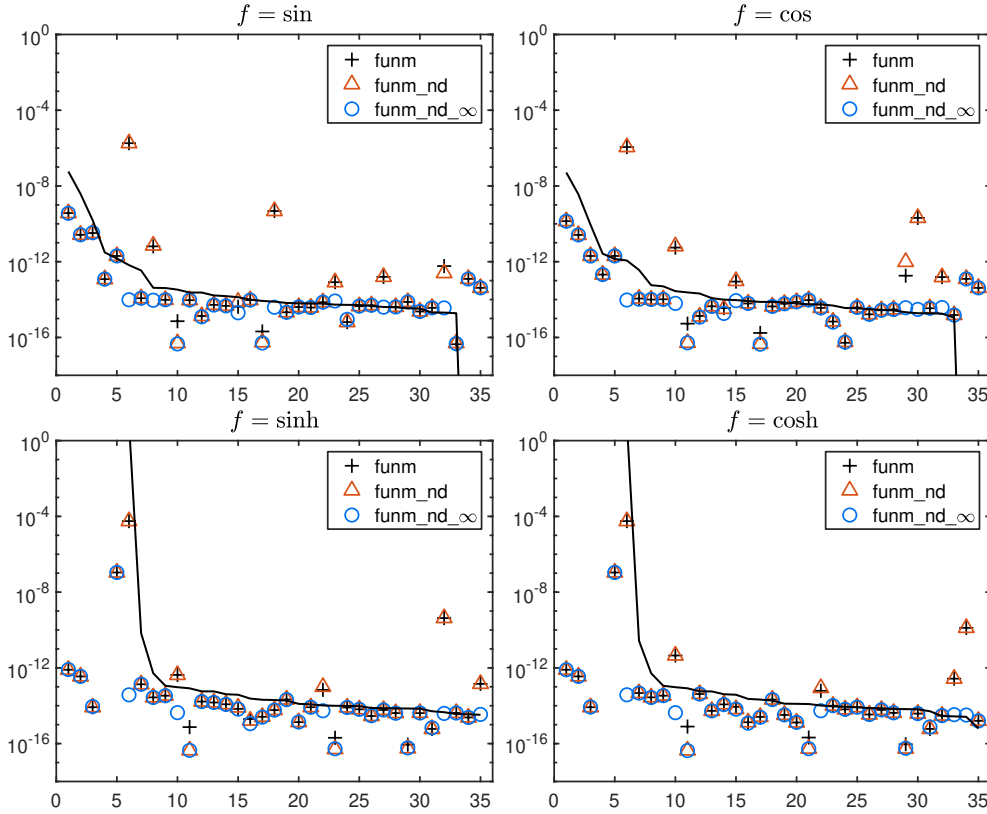 f = sin
10^0
10^-4
10^-8
10^-12
10^-16
0 5 10 15 20 25 30 35
funm
funm_nd
funm_nd_∞
f = cos
10^0
10^-4
10^-8
10^-12
10^-16
0 5 10 15 20 25 30 35
funm
funm_nd
funm_nd_∞
f = sinh
10^0
10^-4
10^-8
10^-12
10^-16
0 5 10 15 20 25 30 35
funm
funm_nd
funm_nd_∞
f = cosh
10^0
10^-4
10^-8
10^-12
10^-16
0 5 10 15 20 25 30 35
funm
funm_nd
funm_nd_∞